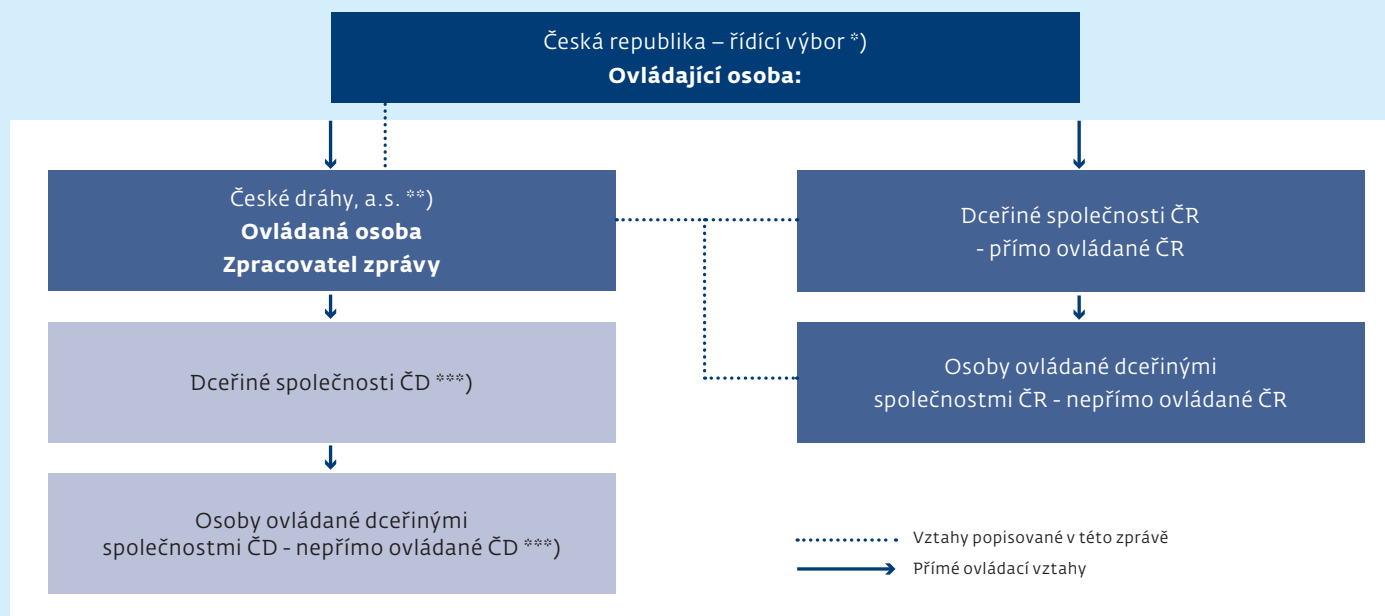 Česká republika – řídící výbor *)
Ovládající osoba:
České dráhy, a.s. **)
Ovládaná osoba
Zpracovatel zprávy
Dceřiné společnosti ČR
- přímo ovládané ČR
Dceřiné společnosti ČD ***)
Osoby ovládané dceřinými
společnostmi ČR - nepřímo ovládané ČR
Osoby ovládané dceřinými
společnostmi ČD - nepřímo ovládané ČD ***)
Vztahy popisované v této zprávě
Přímé ovládací vztahy